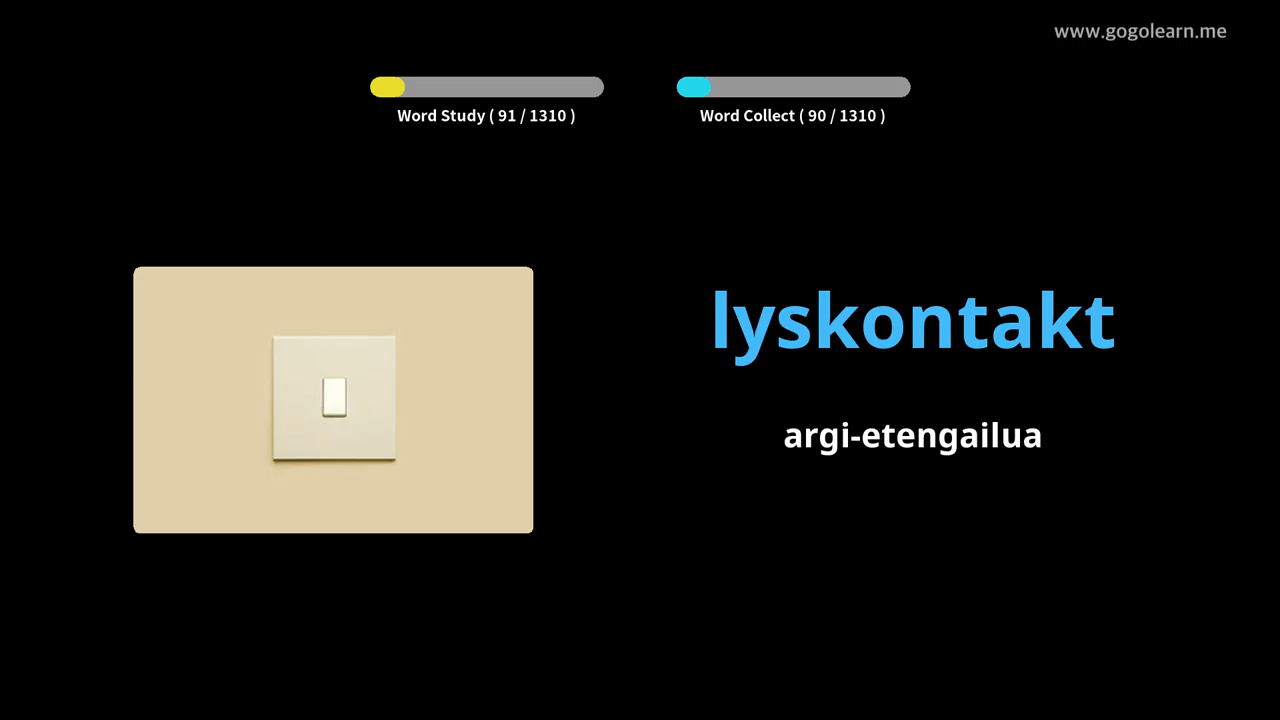 www.gogolearn.me
Word Study ( 91 / 1310 )
Word Collect ( 90 / 1310 )
lyskontakt
argi-etengailua